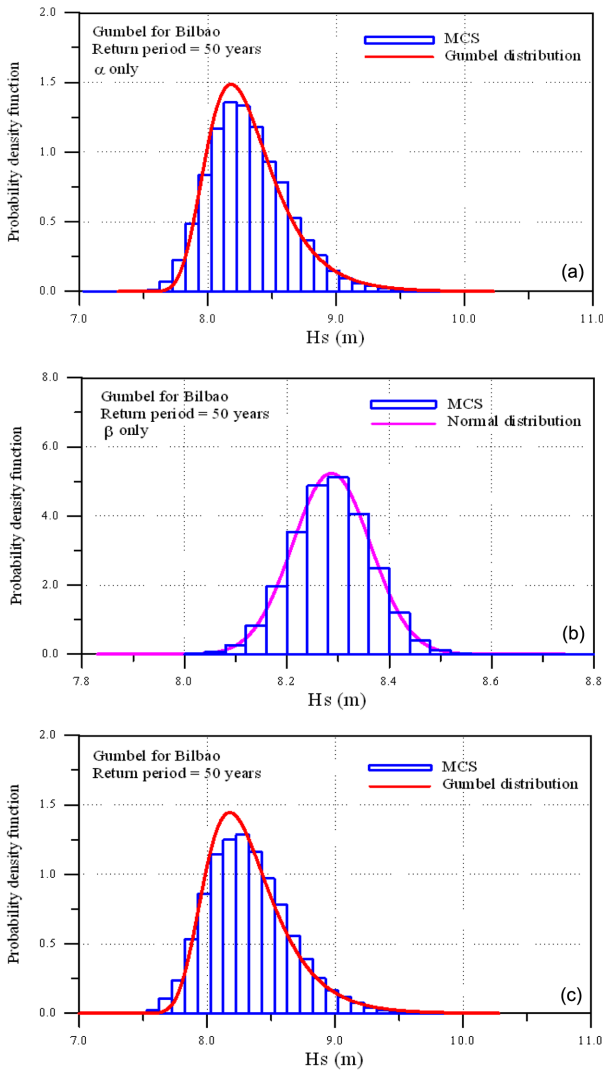 2.0
1.5
1.0
0.5
0.0
Probability density function
Gumbel for Bilbao
Return period = 50 years
α only
MCS
Gumbel distribution
(a)
7.0 8.0 9.0 10.0 11.0
Hs (m)
8.0
6.0
4.0
2.0
0.0
Probability density function
Gumbel for Bilbao
Return period = 50 years
β only
MCS
Normal distribution
(b)
7.8 8.0 8.2 8.4 8.6 8.8
Hs (m)
2.0
1.5
1.0
0.5
0.0
Probability density function
Gumbel for Bilbao
Return period = 50 years
MCS
Gumbel distribution
(c)
7.0 8.0 9.0 10.0 11.0
Hs (m)